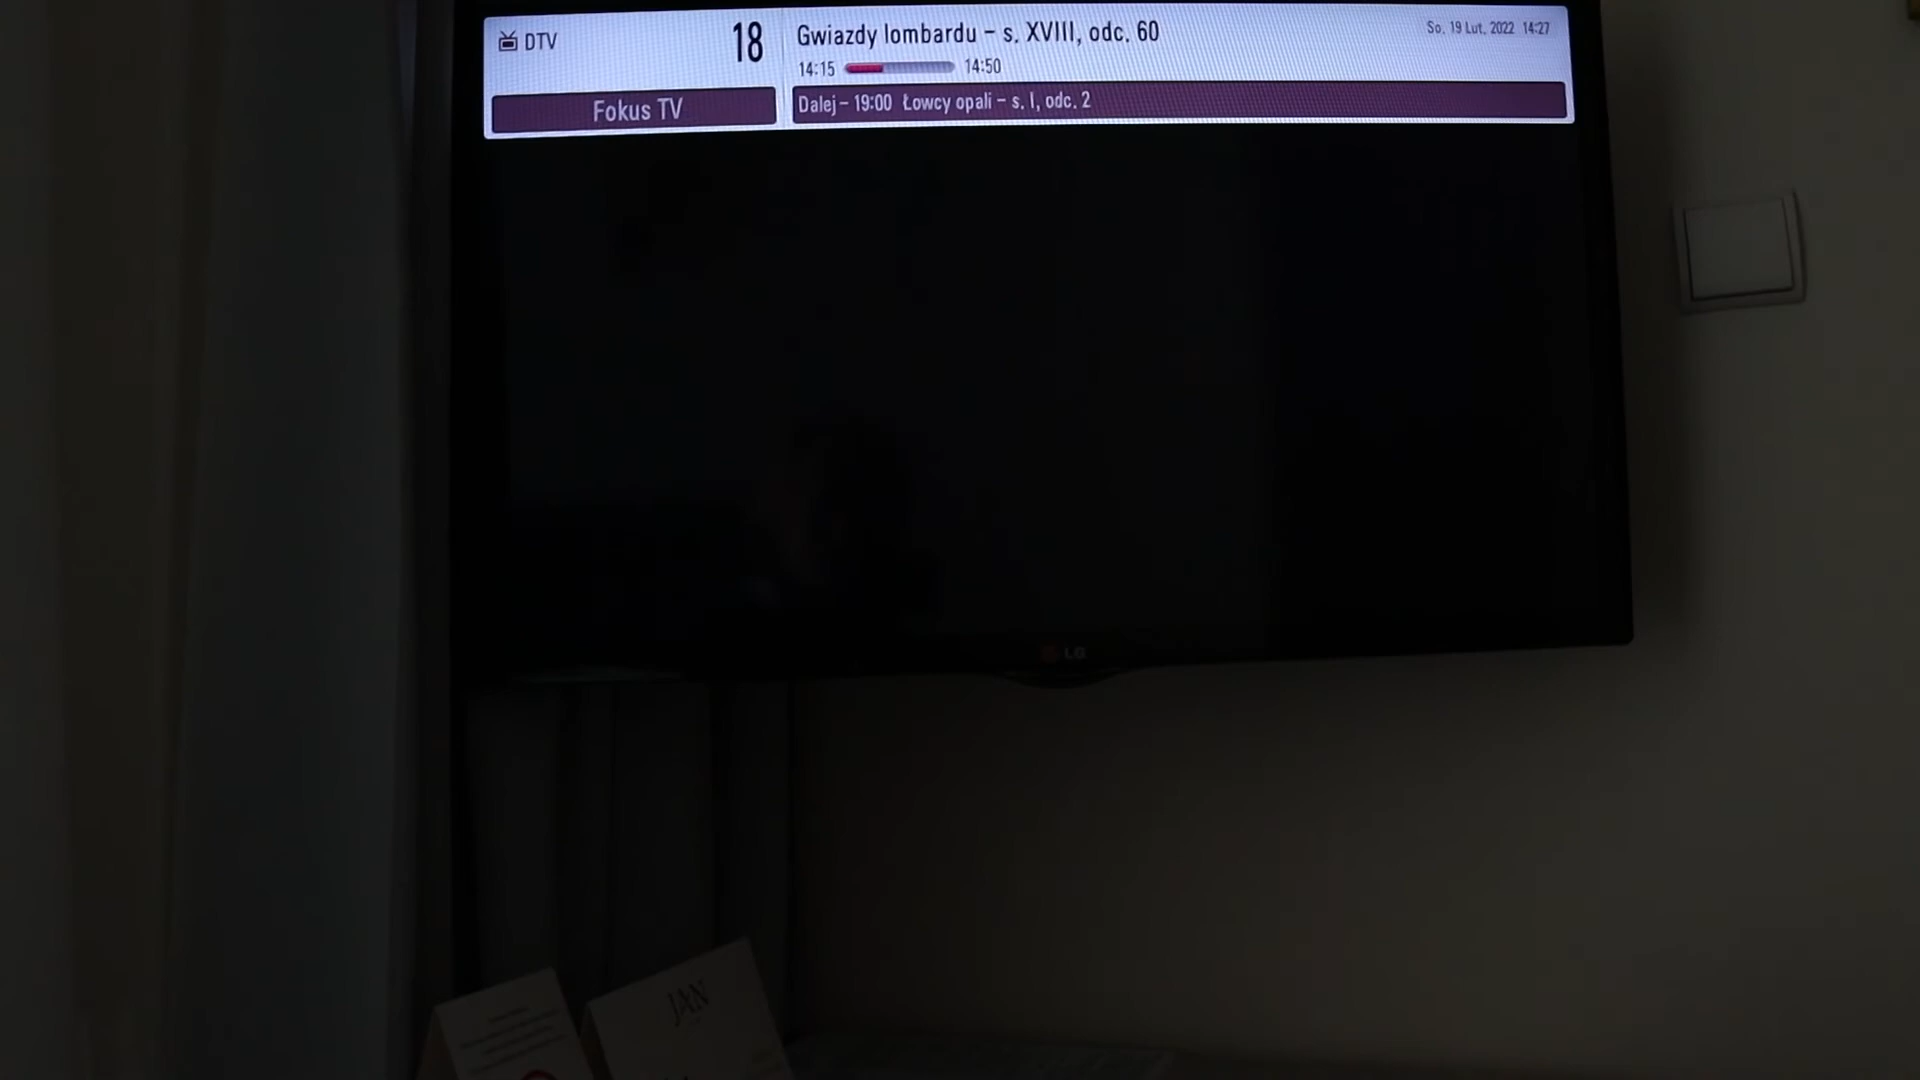 DTV
18
Fokus TV
Gwiazdy lombardu – s. XVIII, odc. 60
So. 19 Lut. 2022 14:27
14:15
14:50
Dalej – 19:00 Łowcy opali – s. I, odc. 2
LG
JAN